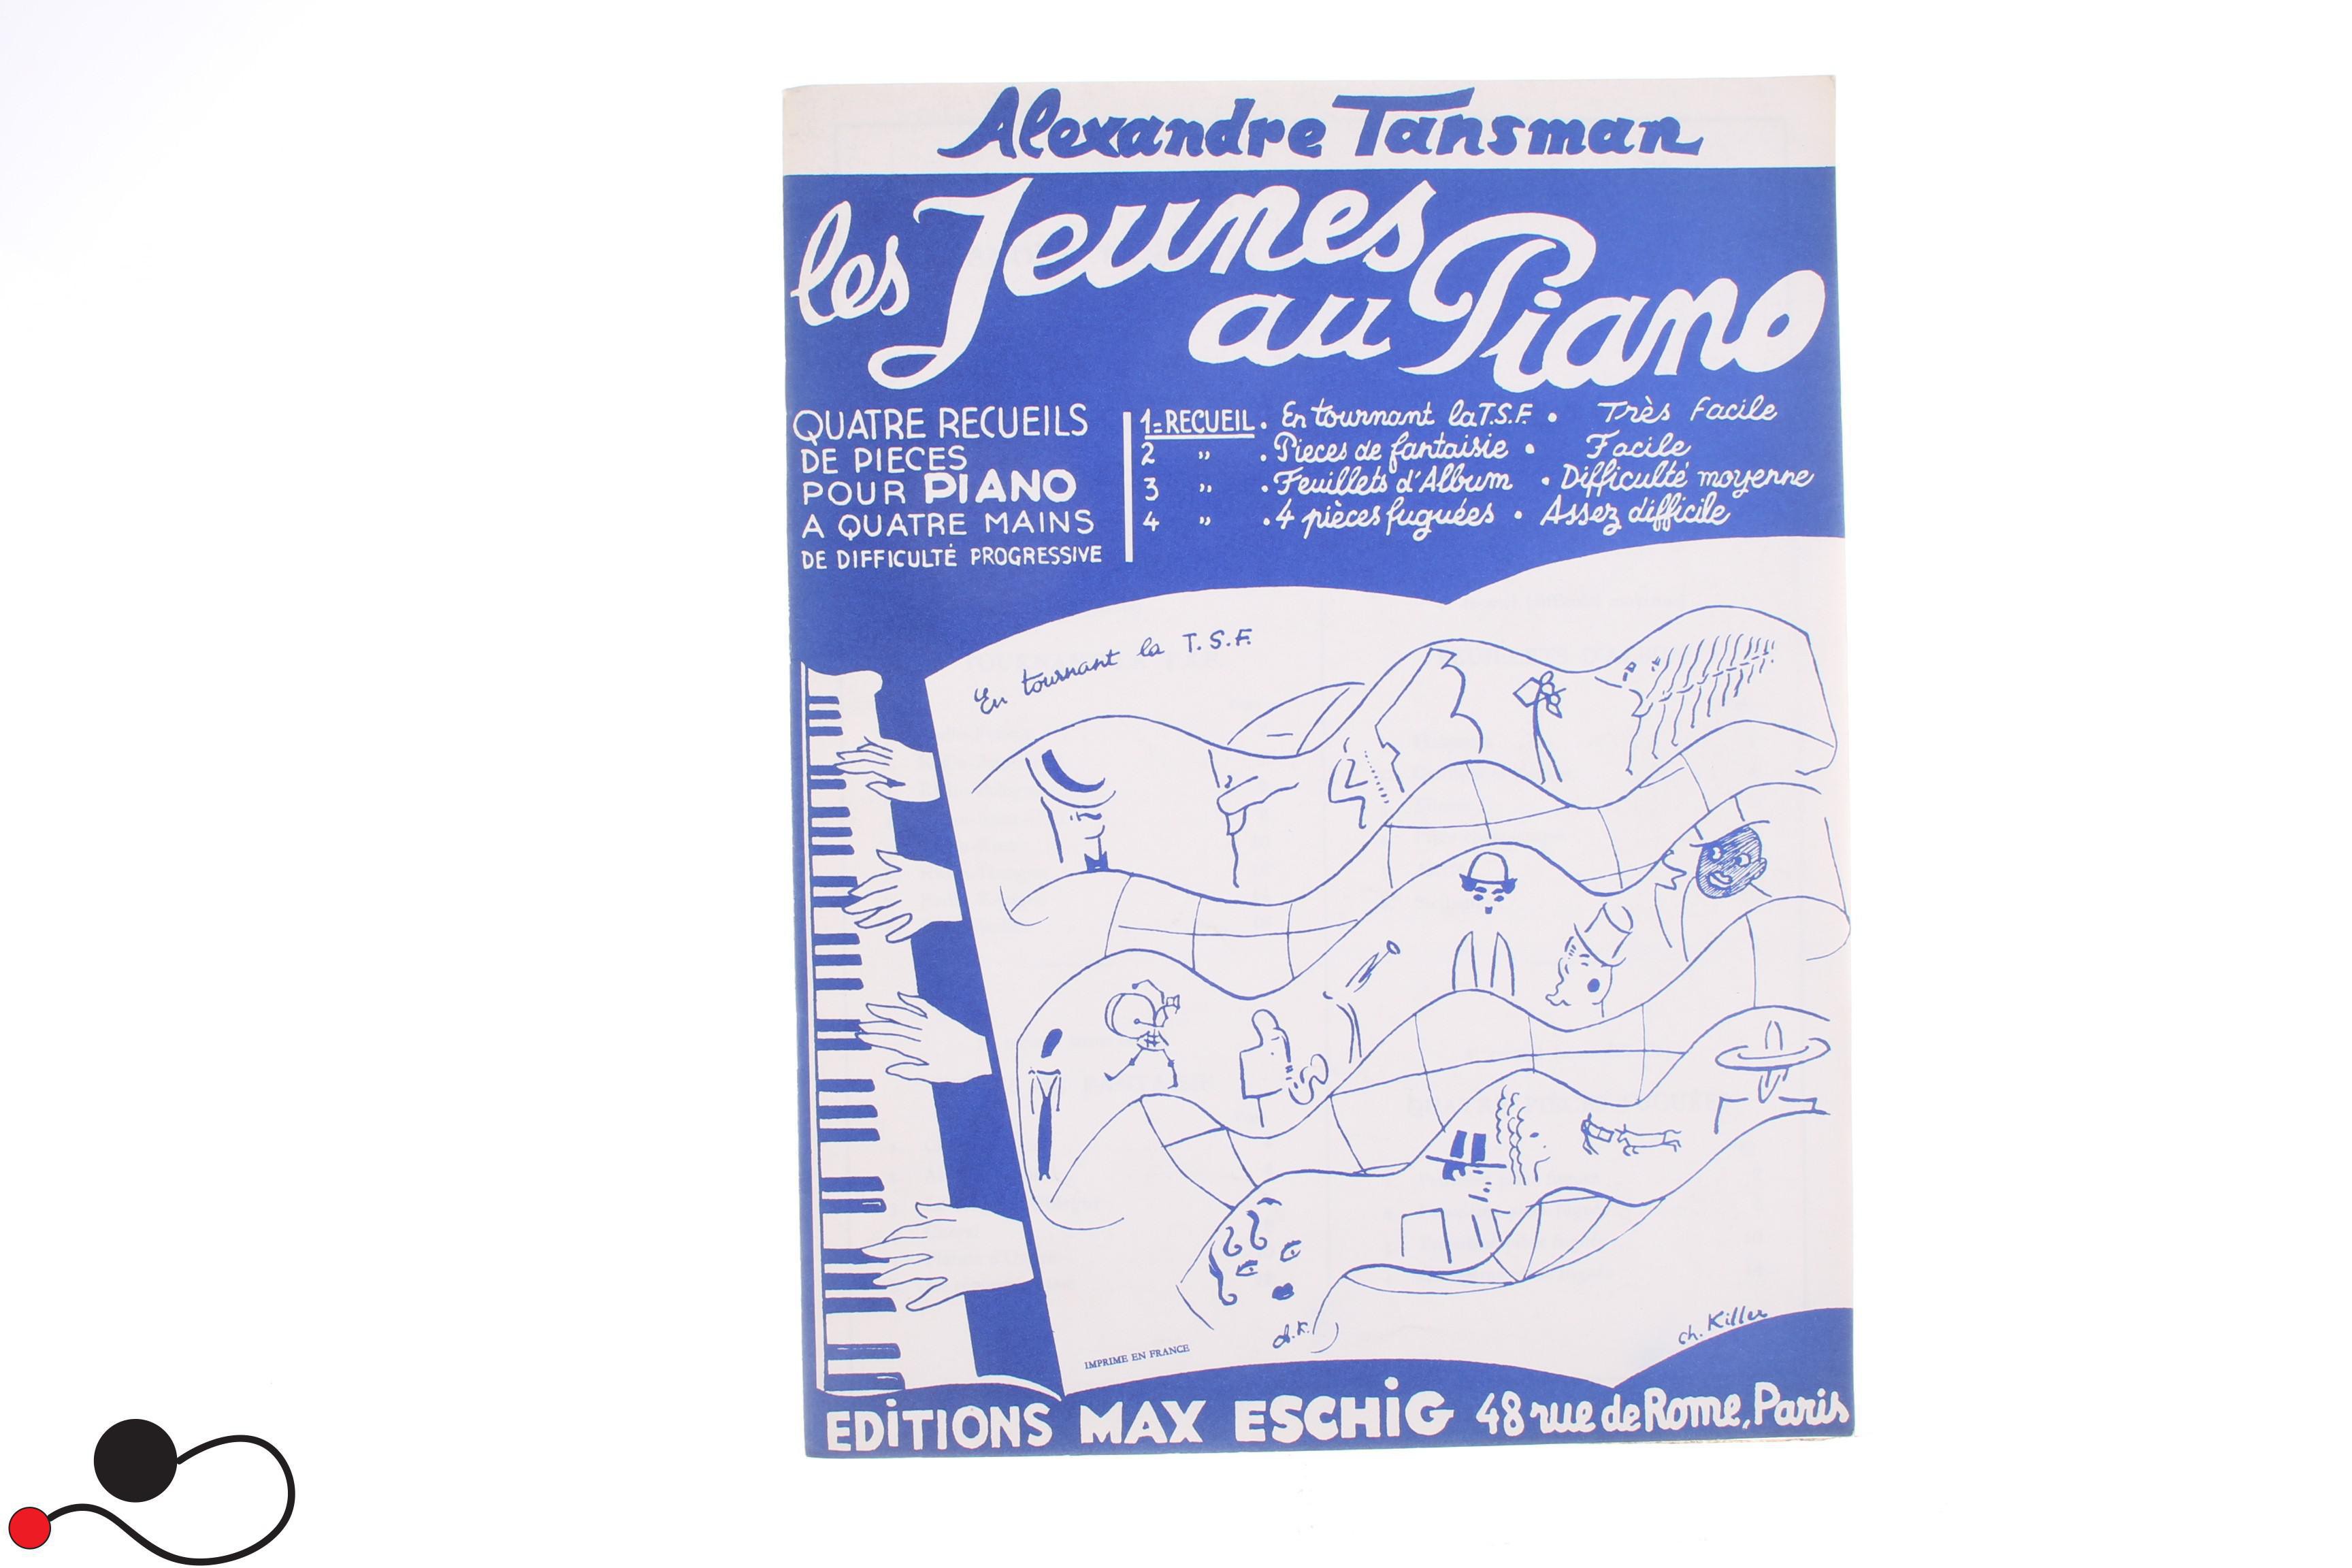 Alexandre Tansman
les Jeunes
au Piano
QUATRE RECUEILS
DE PIECES
POUR PIANO
A QUATRE MAINS
DE DIFFICULTÉ PROGRESSIVE
1= RECUEIL. En tournant la T.S.F. • Très facile
2 " . Pieces de fantaisie • Facile
3 " . Feuillets d'Album • Difficulté moyenne
4 " . 4 pièces fuguées • Assez difficile
En tournant la T.S.F.
ch. Killer
IMPRIME EN FRANCE
EDITIONS MAX ESCHIG 48 rue de Rome, Paris